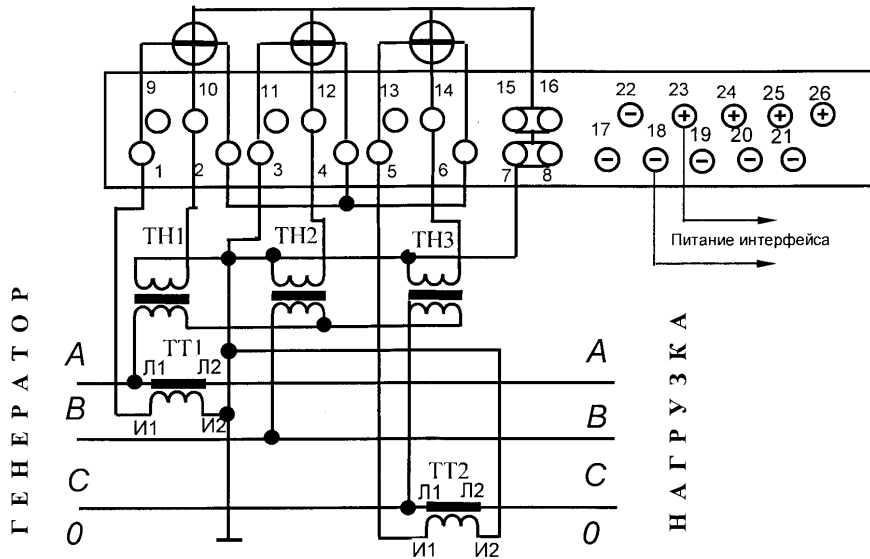 9 10 11 12 13 14 15 16 22 23 24 25 26
17 18 19 20 21
1 2 3 4 5 6 7 8
Питание интерфейса
ТН1 ТН2 ТН3
ГЕНЕРАТОР
НАГРУЗКА
ТТ1
A Л1 Л2 A
B И1 И2 B
ТТ2
C Л1 Л2 C
0 И1 И2 0